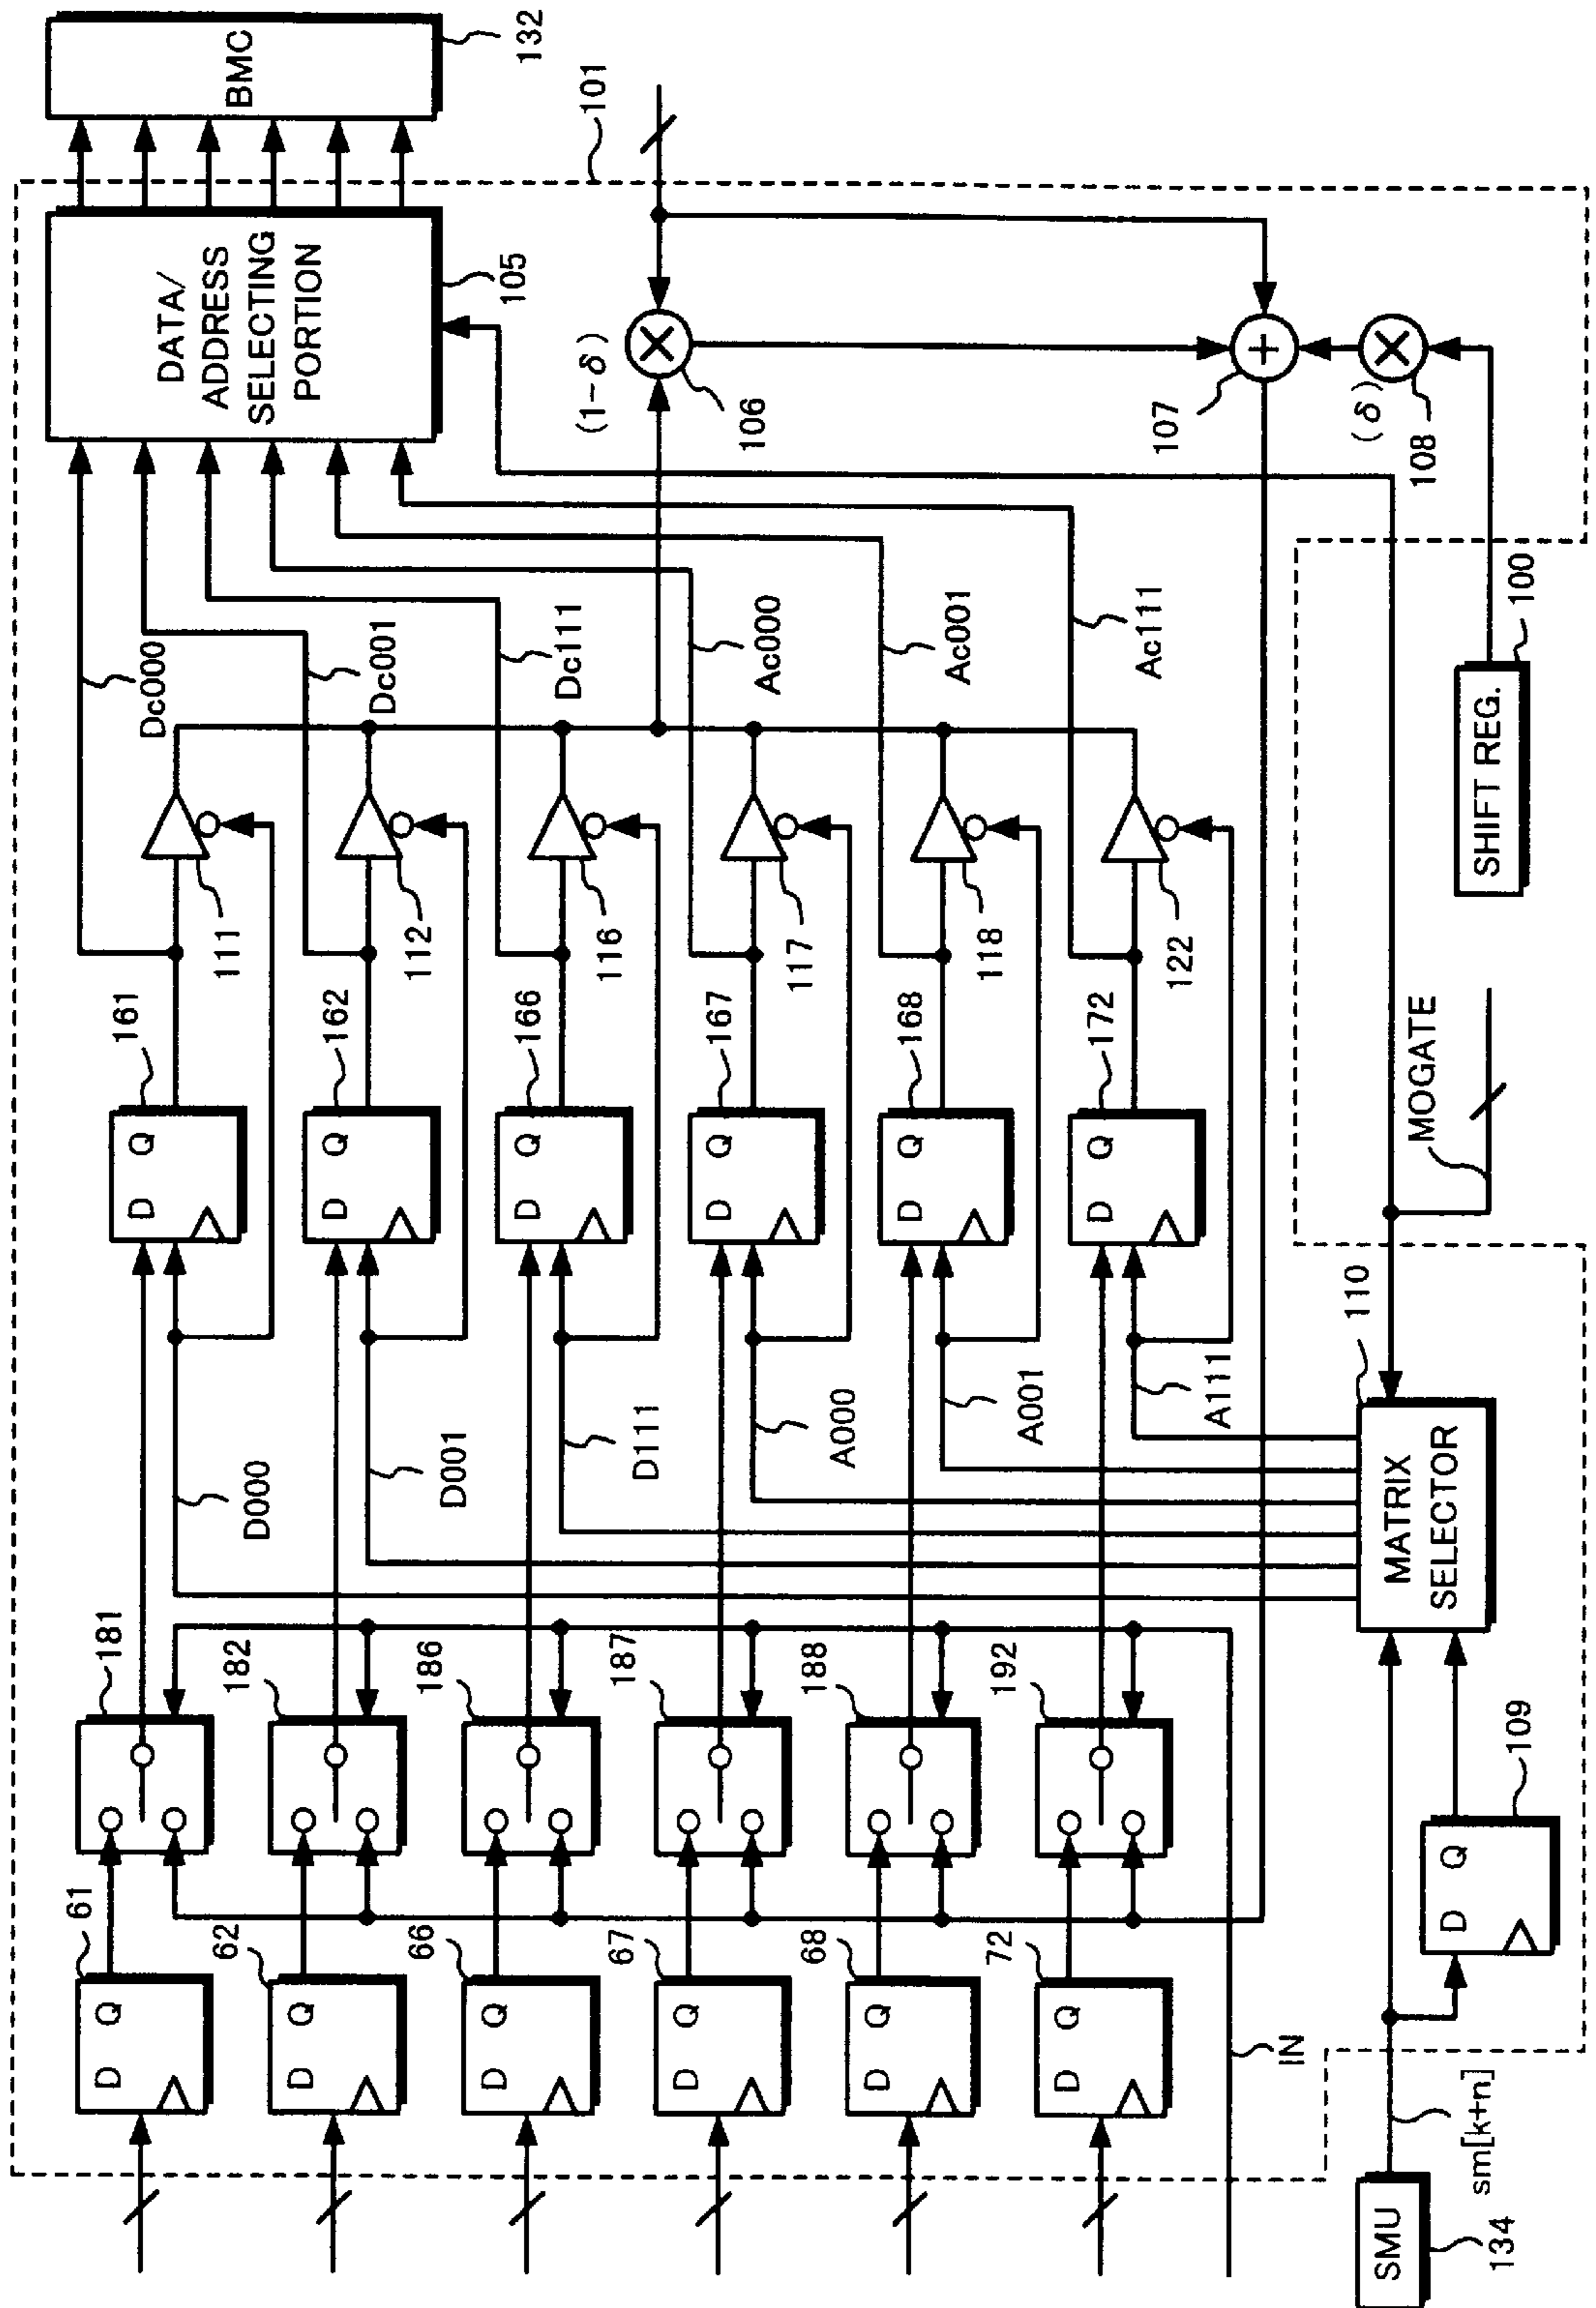 BMC
132
DATA/
ADDRESS
SELECTING
PORTION
105
101
(1-δ)
106
107
(δ)
108
Dc000
Dc001
Dc111
Ac000
Ac001
Ac111
SHIFT REG.
100
111
112
116
117
118
122
161
D Q
162
D Q
166
D Q
167
D Q
168
D Q
172
D Q
MOGATE
110
MATRIX
SELECTOR
D000
D001
D111
A000
A001
A111
181
182
186
187
188
192
109
D Q
61
D Q
62
D Q
66
D Q
67
D Q
68
D Q
72
D Q
IN
sm[k+n]
SMU
134